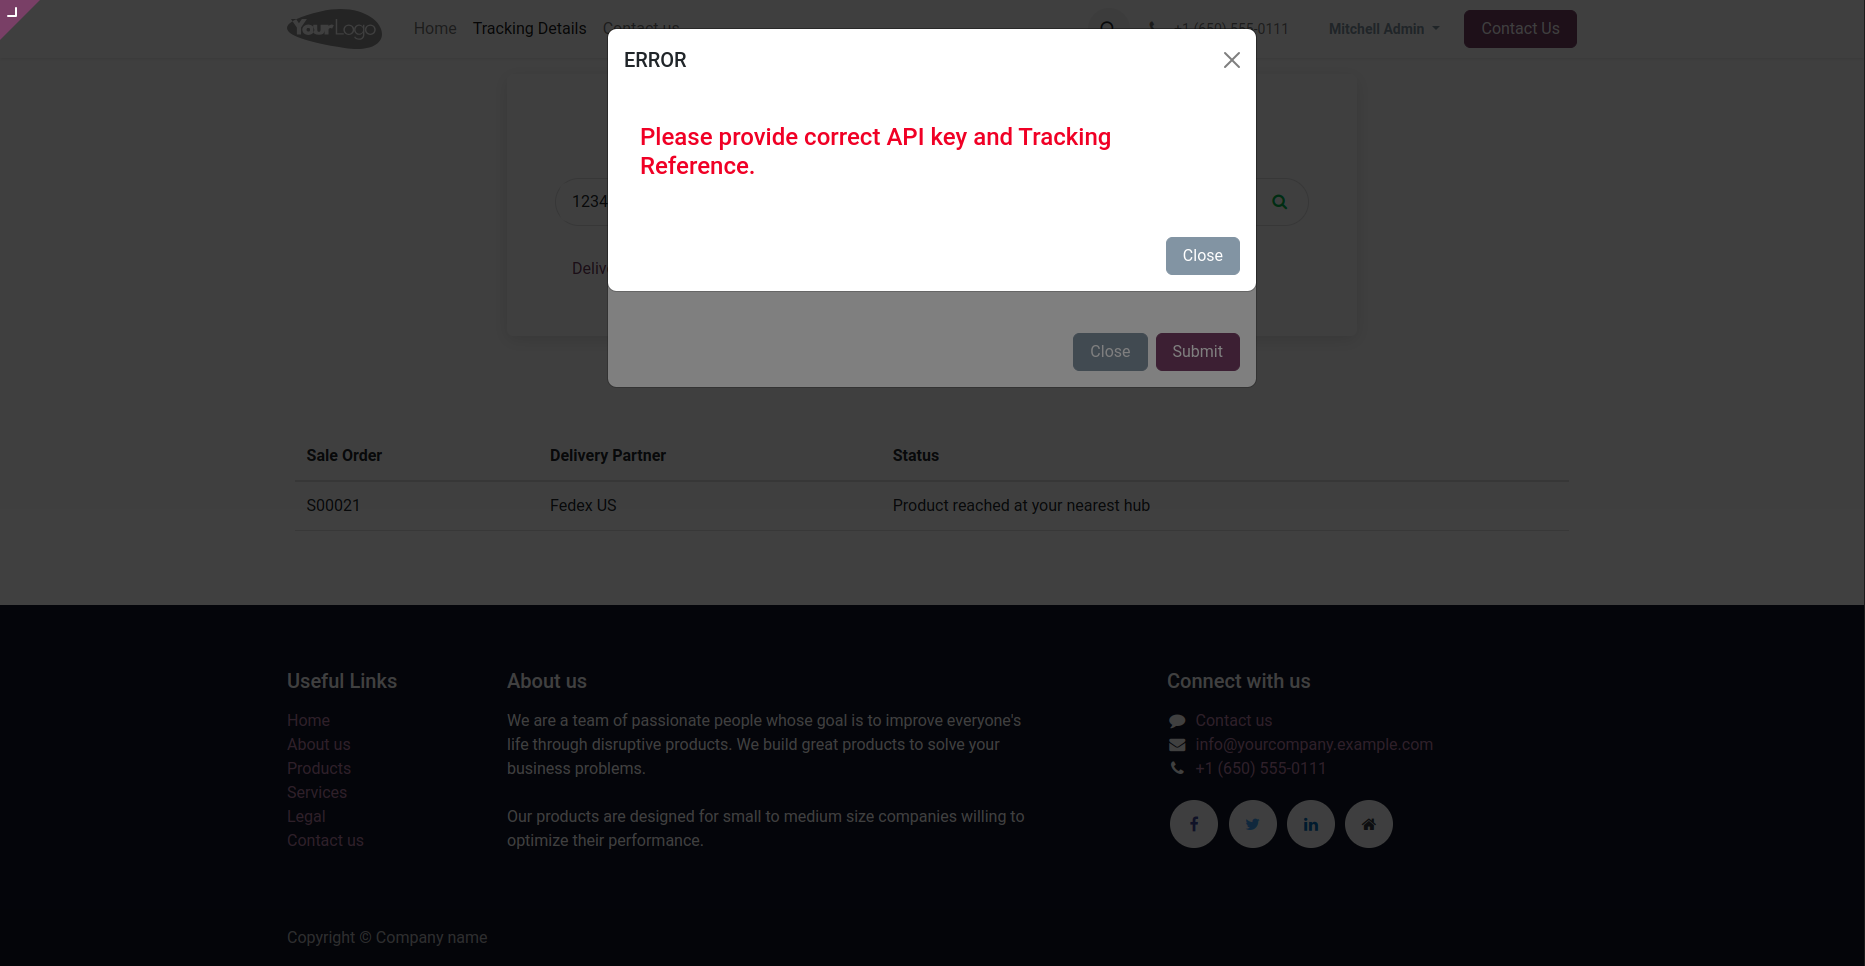 YourLogo
Home Tracking Details Contact us +1 (650) 555-0111 Mitchell Admin Contact Us
ERROR
Please provide correct API key and Tracking
Reference.
1234
Close
Close Submit
Sale Order Delivery Partner Status
S00021 Fedex US Product reached at your nearest hub
Useful Links
Home
About us
Products
Services
Legal
Contact us
About us
We are a team of passionate people whose goal is to improve everyone's
life through disruptive products. We build great products to solve your
business problems.
Our products are designed for small to medium size companies willing to
optimize their performance.
Connect with us
Contact us
info@yourcompany.example.com
+1 (650) 555-0111
Copyright © Company name